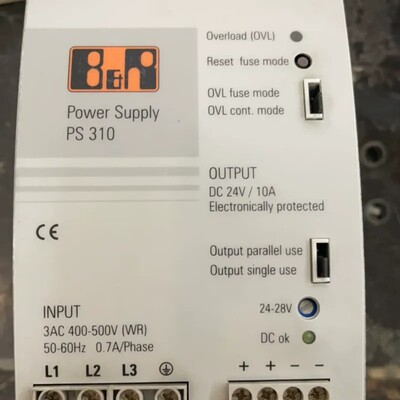 B&R
Power Supply
PS 310
Overload (OVL)
Reset fuse mode
OVL fuse mode
OVL cont. mode
OUTPUT
DC 24V / 10A
Electronically protected
CE
Output parallel use
Output single use
INPUT
3AC 400-500V (WR)
50-60Hz 0.7A/Phase
24-28V
DC ok
L1 L2 L3
+ + − −